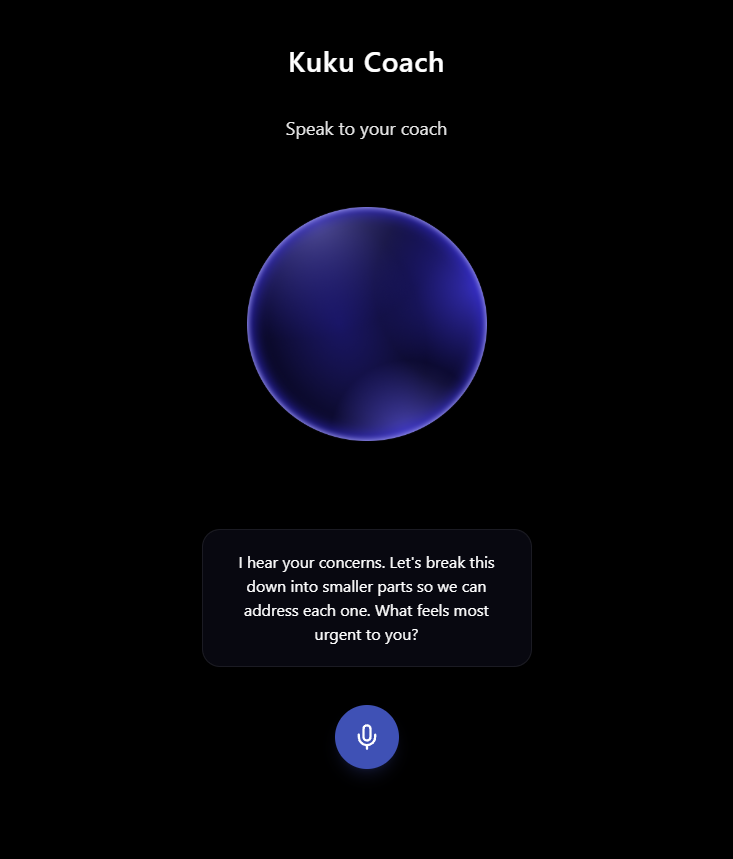 Kuku Coach
Speak to your coach
I hear your concerns. Let's break this
down into smaller parts so we can
address each one. What feels most
urgent to you?